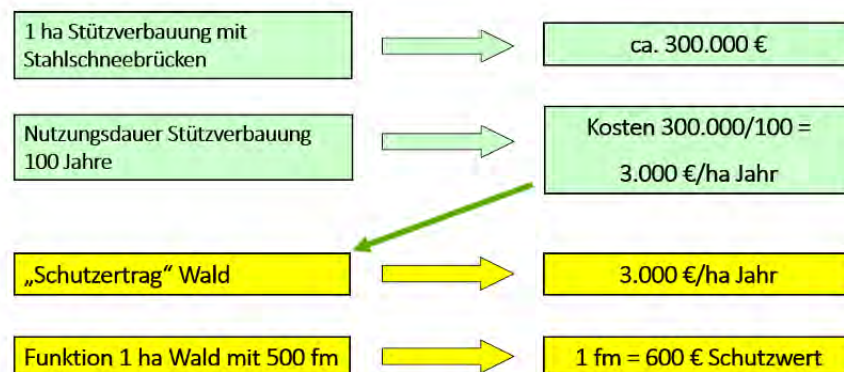 1 ha Stützverbauung mit
Stahlschneebrücken
ca. 300.000 €
Nutzungsdauer Stützverbauung
100 Jahre
Kosten 300.000/100 =
3.000 €/ha Jahr
„Schutzertrag“ Wald
3.000 €/ha Jahr
Funktion 1 ha Wald mit 500 fm
1 fm = 600 € Schutzwert